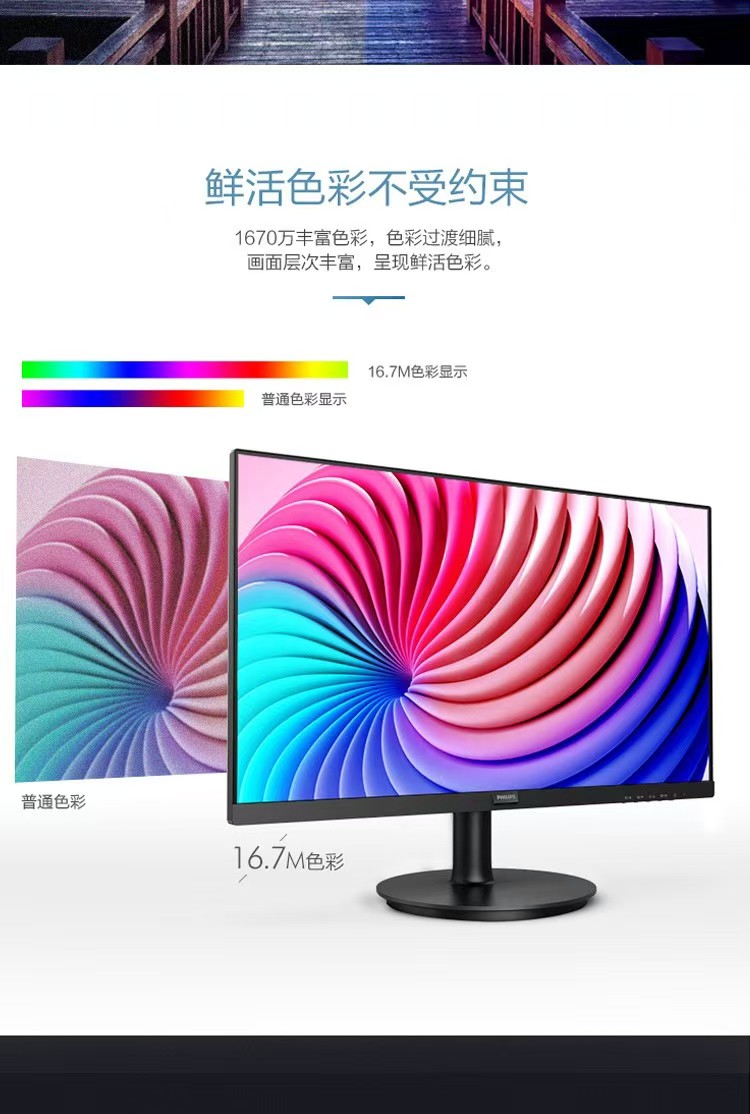 鲜活色彩不受约束
1670万丰富色彩，色彩过渡细腻，
画面层次丰富，呈现鲜活色彩。
16.7M色彩显示
普通色彩显示
PHILIPS
普通色彩
16.7M色彩